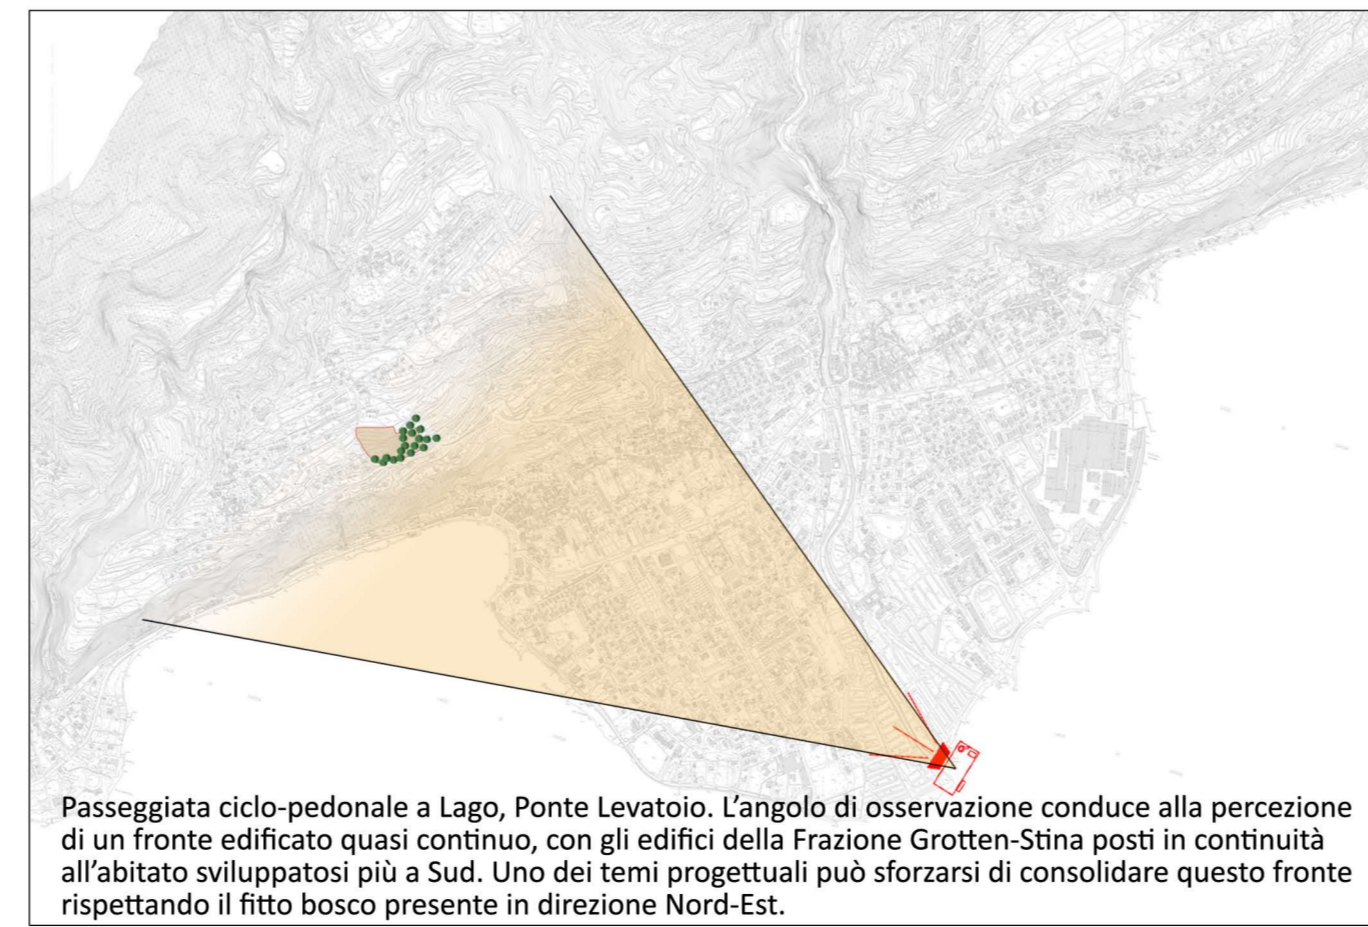 Passeggiata ciclo-pedonale a Lago, Ponte Levatoio. L’angolo di osservazione conduce alla percezione
di un fronte edificato quasi continuo, con gli edifici della Frazione Grotten-Stina posti in continuità
all’abitato sviluppatosi più a Sud. Uno dei temi progettuali può sforzarsi di consolidare questo fronte
rispettando il fitto bosco presente in direzione Nord-Est.